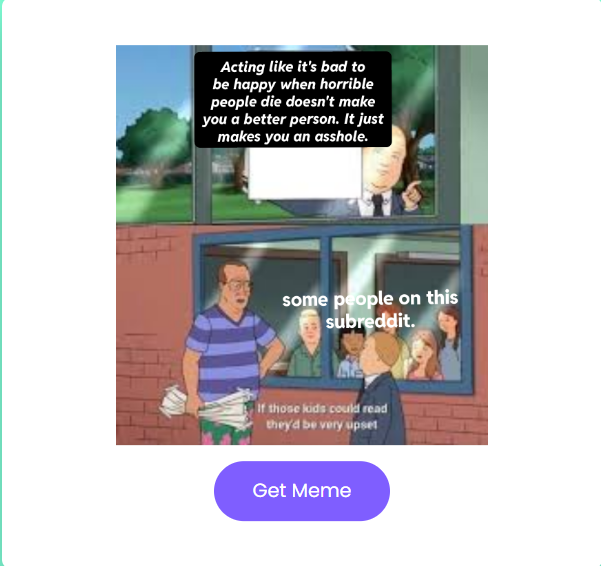 Acting like it's bad to
be happy when horrible
people die doesn't make
you a better person. It just
makes you an asshole.
some people on this
subreddit.
If those kids could read
they'd be very upset
Get Meme